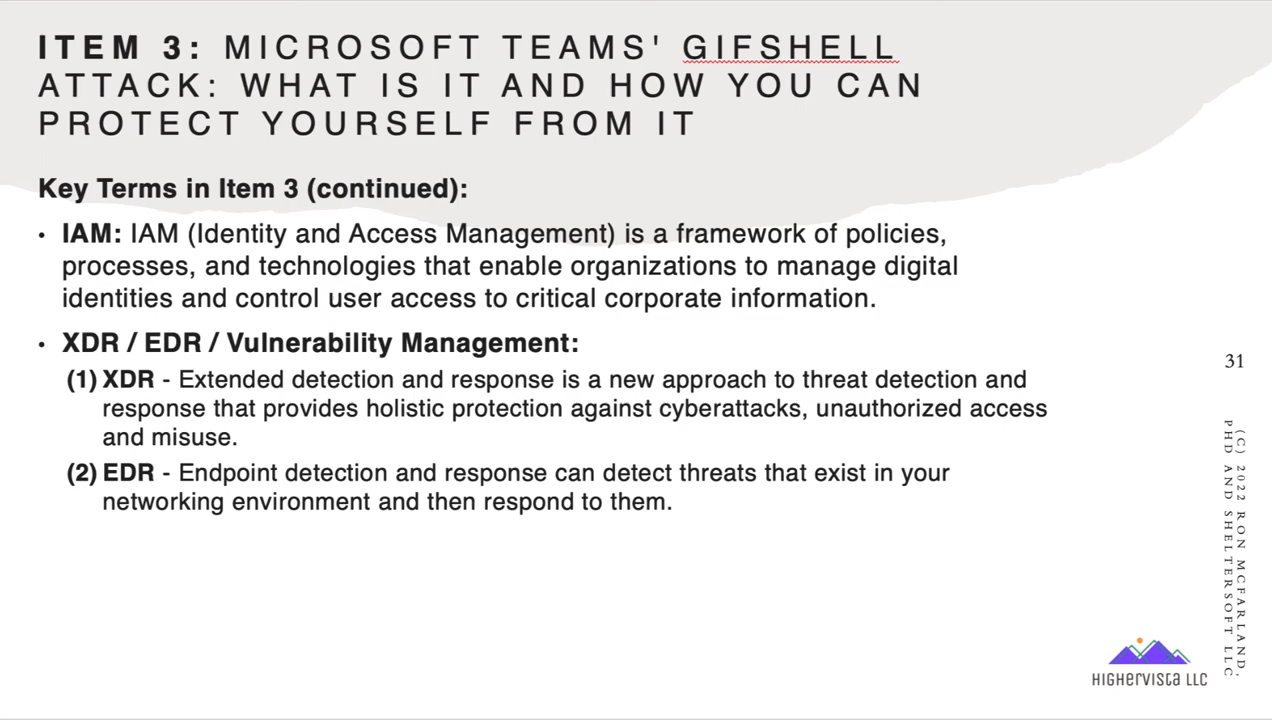 ITEM 3: MICROSOFT TEAMS' GIFSHELL
ATTACK: WHAT IS IT AND HOW YOU CAN
PROTECT YOURSELF FROM IT
Key Terms in Item 3 (continued):
• IAM: IAM (Identity and Access Management) is a framework of policies,
processes, and technologies that enable organizations to manage digital
identities and control user access to critical corporate information.
• XDR / EDR / Vulnerability Management:
(1) XDR - Extended detection and response is a new approach to threat detection and
response that provides holistic protection against cyberattacks, unauthorized access
and misuse.
(2) EDR - Endpoint detection and response can detect threats that exist in your
networking environment and then respond to them.
31
(C) 2022 RON MCFARLAND,
PHD AND SHELTERSOFT LLC
HIGHERVISTA LLC